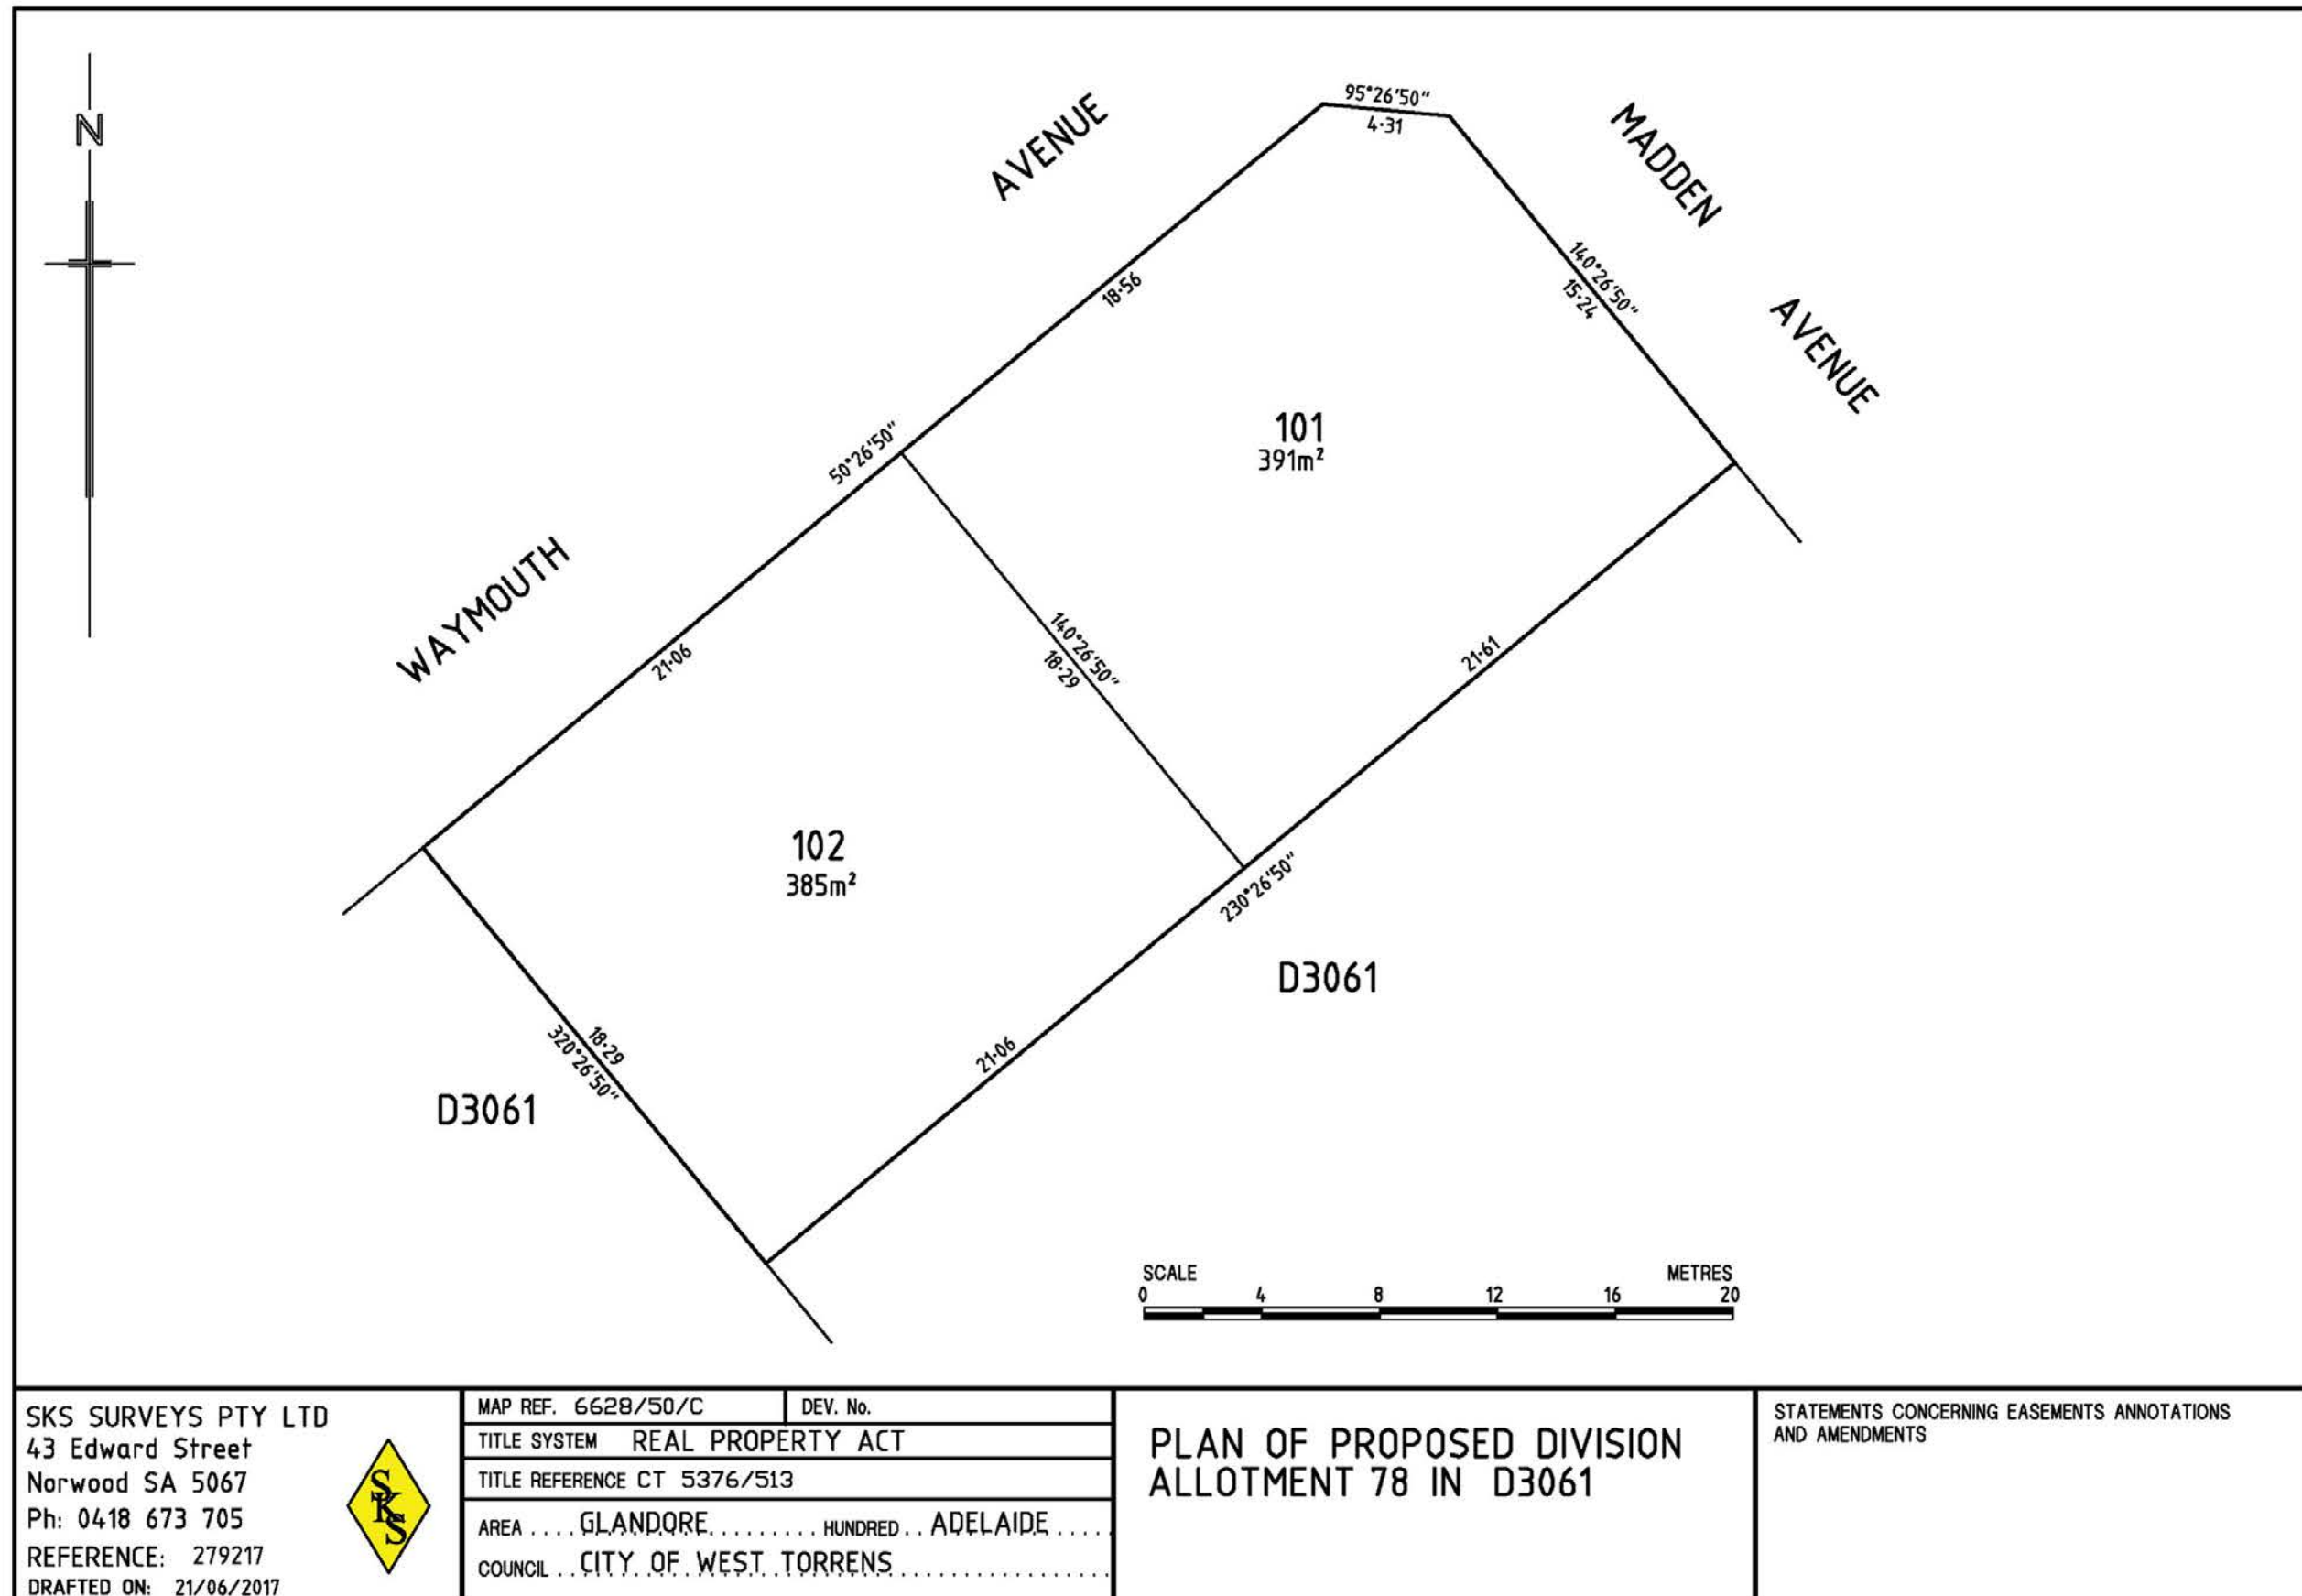 N
AVENUE
95°26'50"
4·31
MADDEN
AVENUE
140°26'50"
15·24
18·56
50°26'50"
101
391m²
WAYMOUTH
21·06
140°26'50"
18·29
21·61
102
385m²
230°26'50"
D3061
21·06
18·29
320°26'50"
D3061
SCALE METRES
0 4 8 12 16 20
SKS SURVEYS PTY LTD
43 Edward Street
Norwood SA 5067
Ph: 0418 673 705
REFERENCE: 279217
DRAFTED ON: 21/06/2017
SKS
MAP REF. 6628/50/C DEV. No.
TITLE SYSTEM REAL PROPERTY ACT
TITLE REFERENCE CT 5376/513
AREA .... GLANDORE ......... HUNDRED .. ADELAIDE .....
COUNCIL .. CITY OF WEST TORRENS ..................
PLAN OF PROPOSED DIVISION
ALLOTMENT 78 IN D3061
STATEMENTS CONCERNING EASEMENTS ANNOTATIONS
AND AMENDMENTS